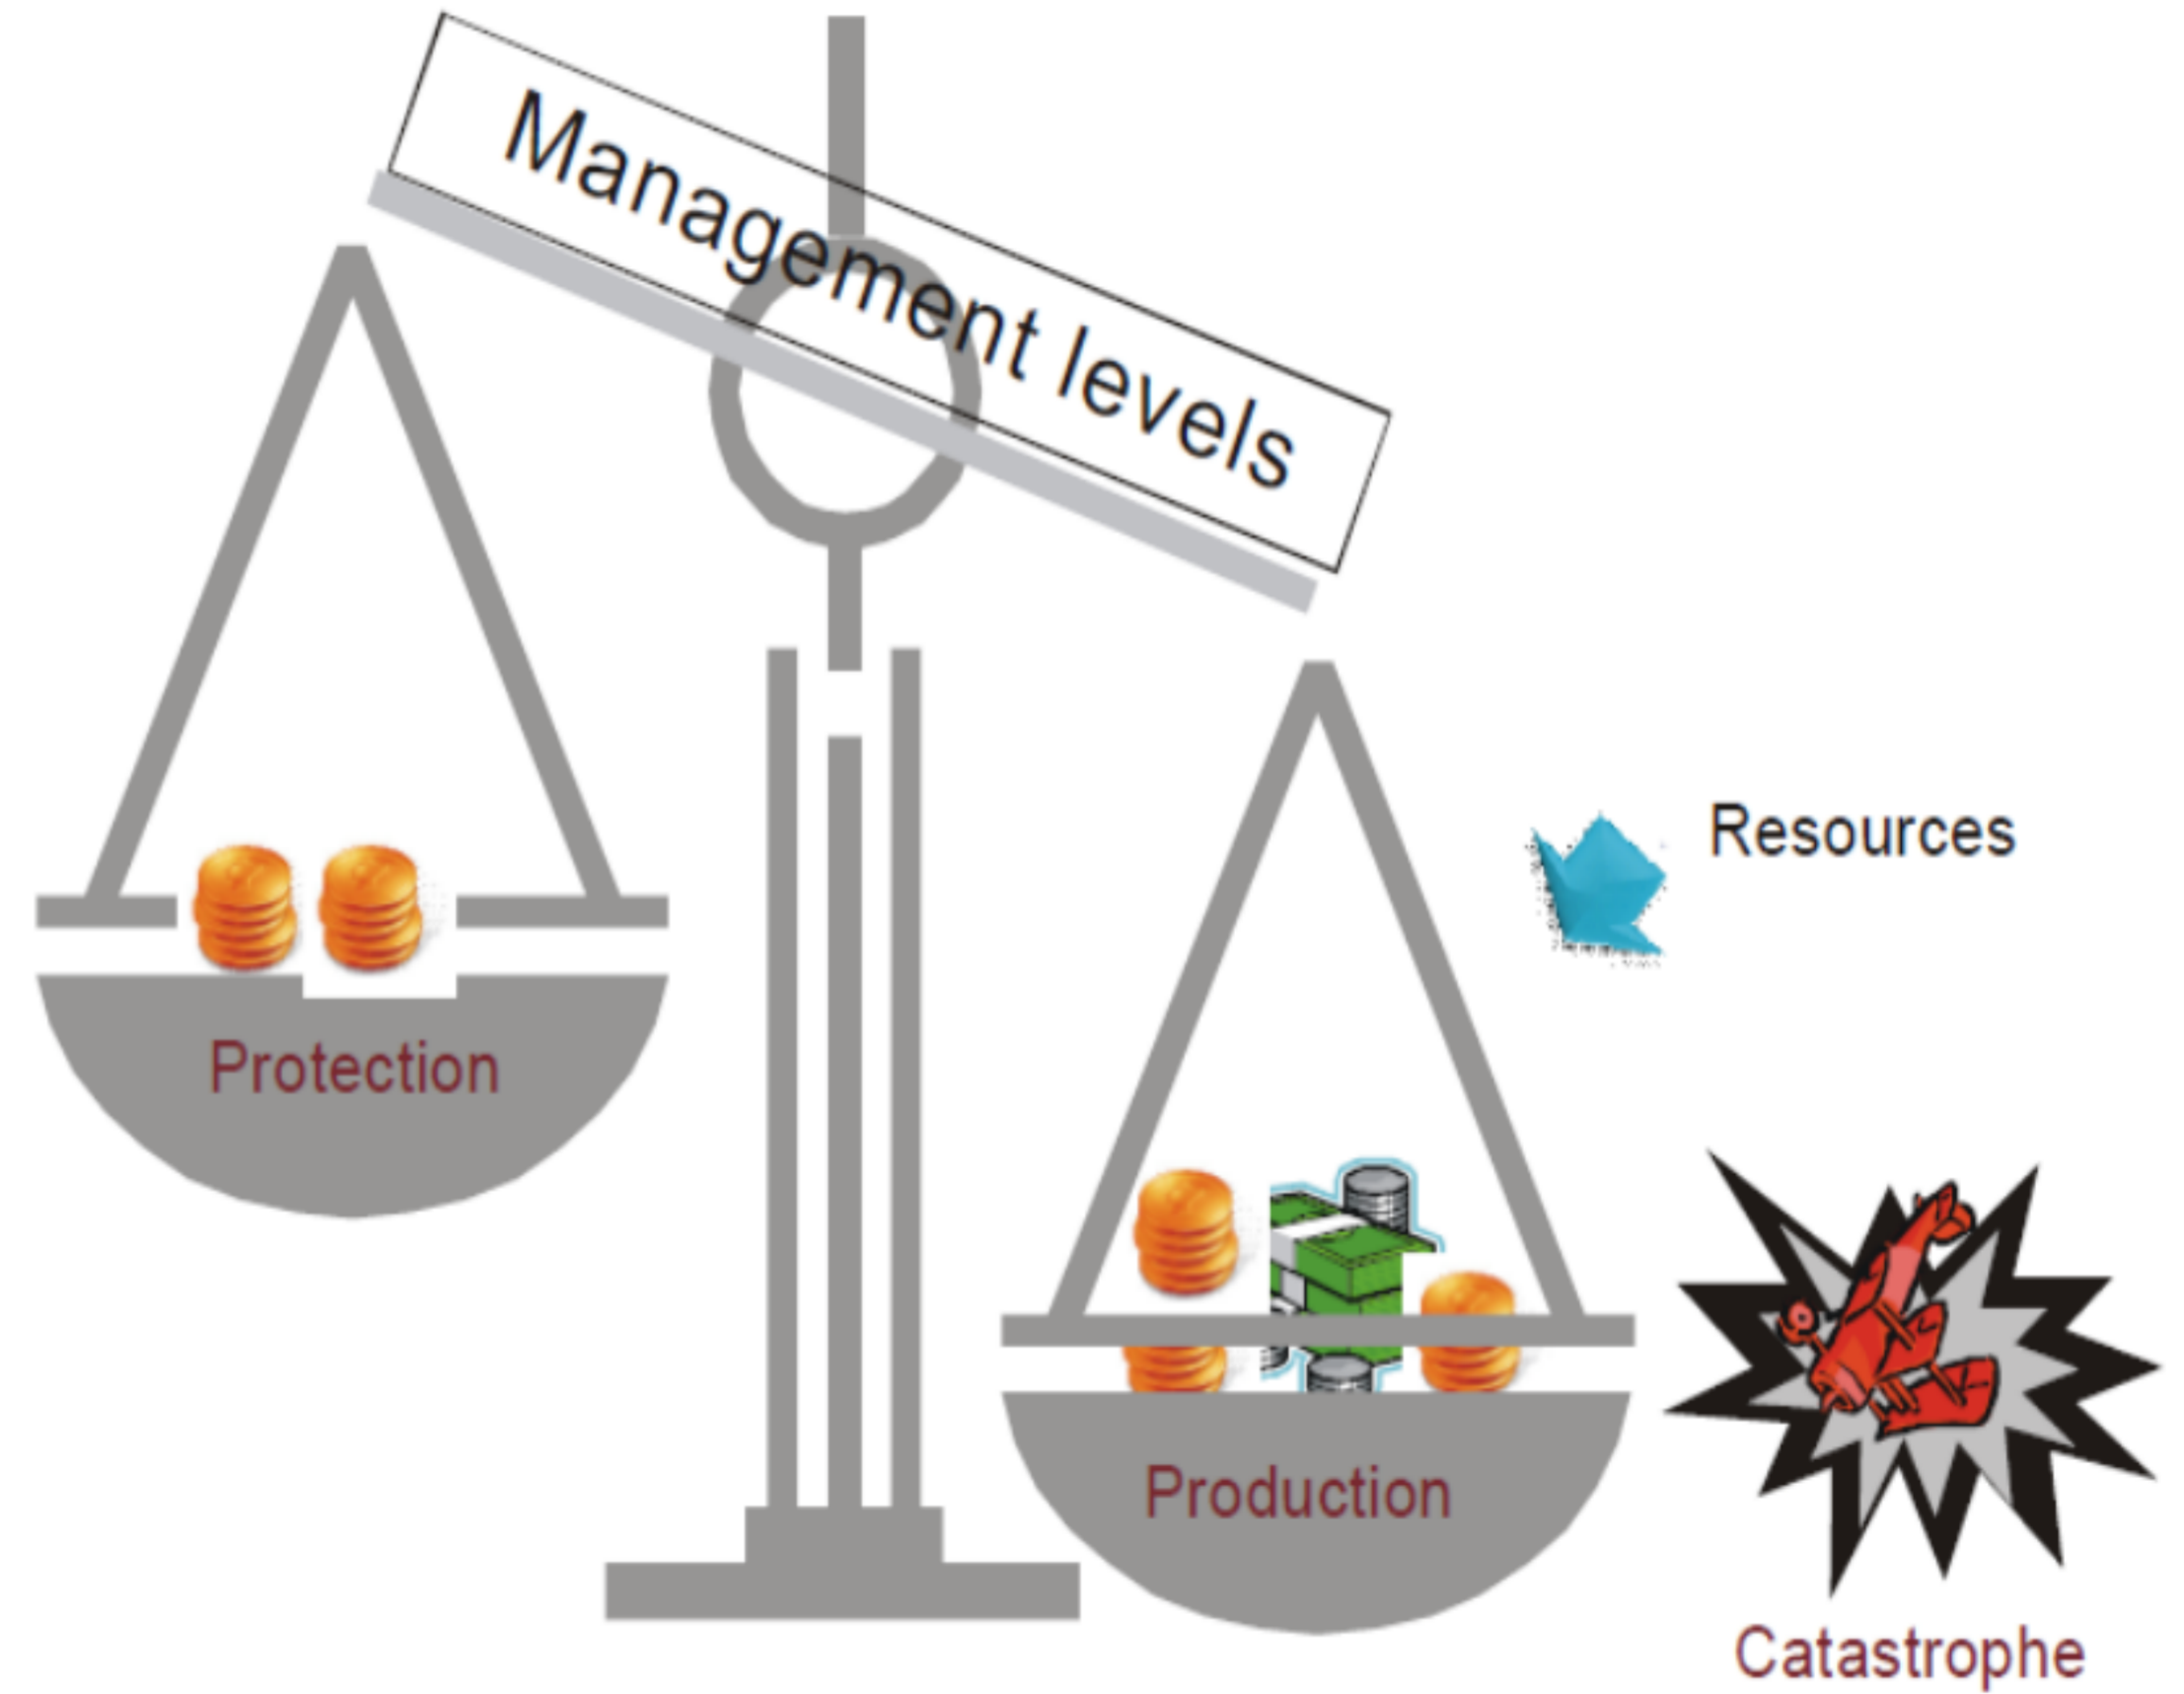 Management levels
Resources
Protection
Production
Catastrophe